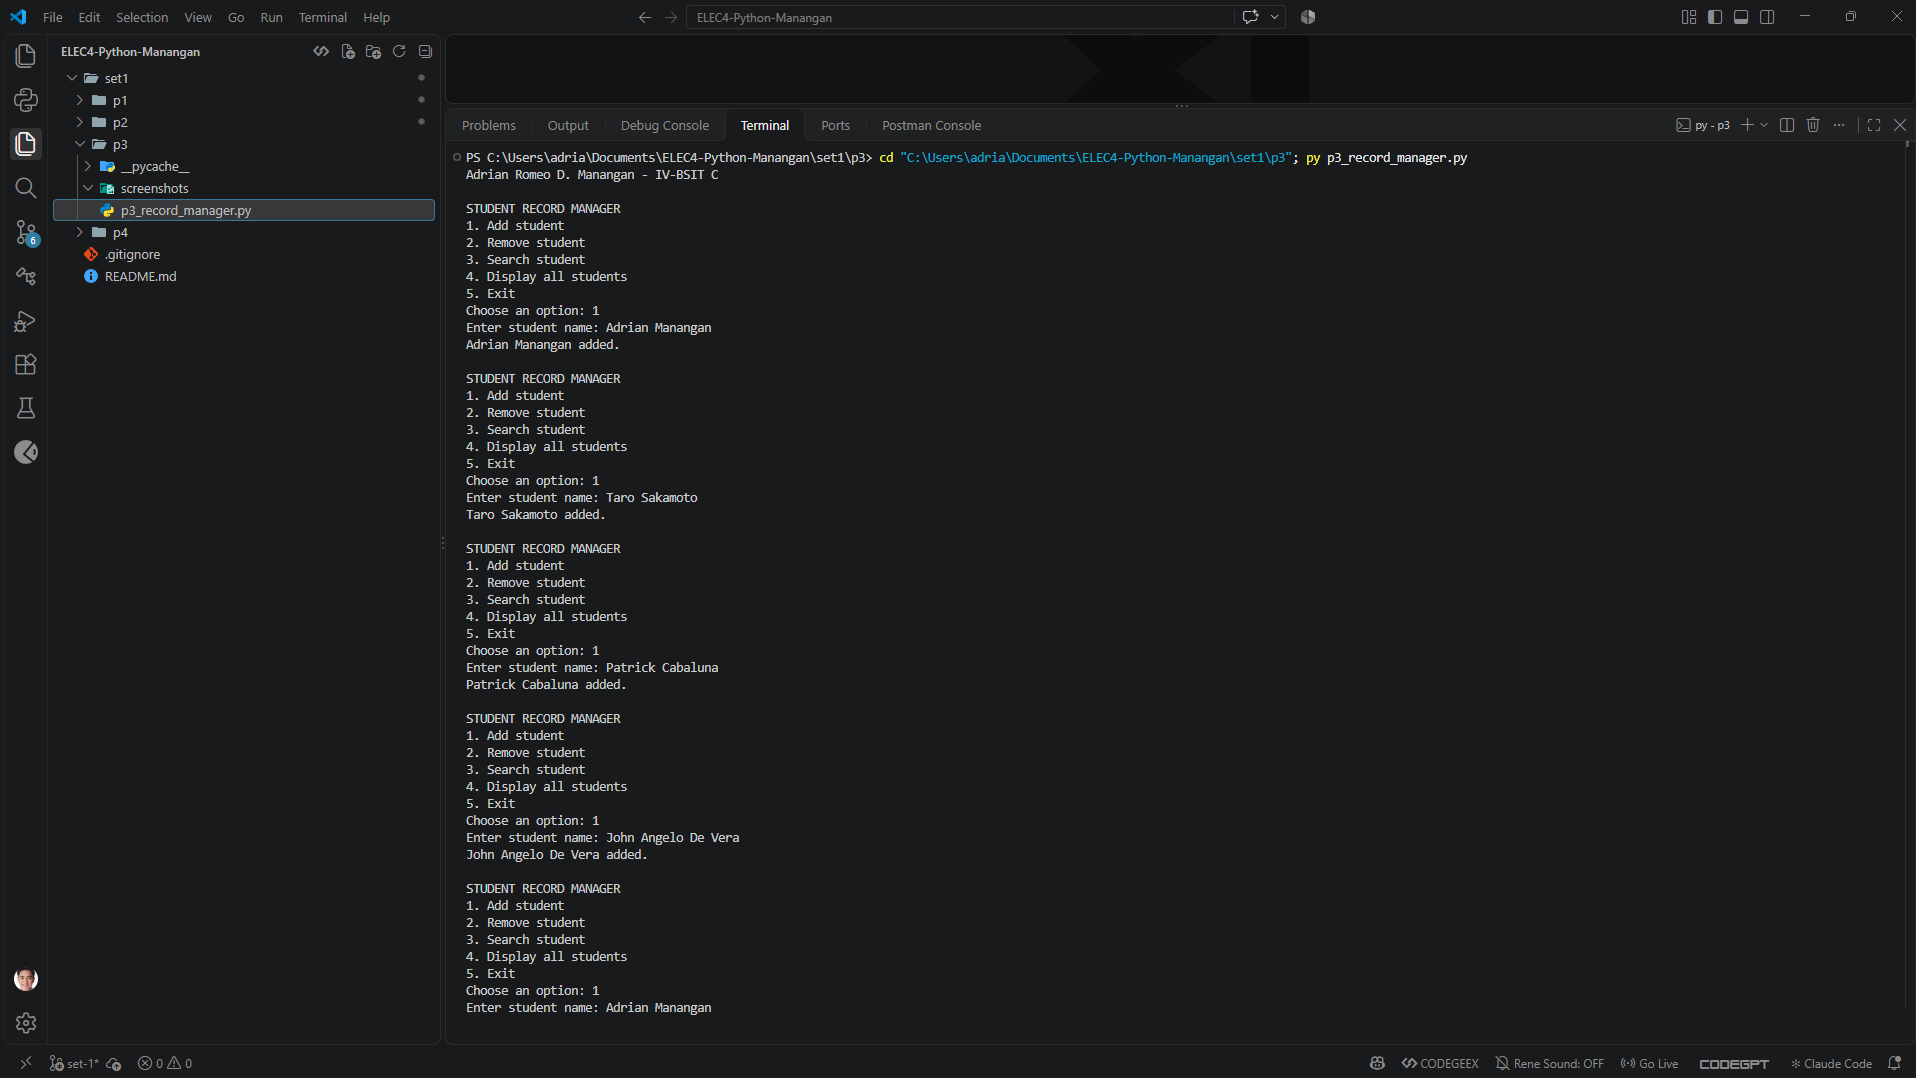 File Edit Selection View Go Run Terminal Help
ELEC4-Python-Manangan
ELEC4-Python-Manangan
set1
p1
p2
p3
__pycache__
screenshots
p3_record_manager.py
p4
.gitignore
README.md
6
Problems Output Debug Console Terminal Ports Postman Console
py - p3
PS C:\Users\adria\Documents\ELEC4-Python-Manangan\set1\p3> cd "C:\Users\adria\Documents\ELEC4-Python-Manangan\set1\p3"; py p3_record_manager.py
Adrian Romeo D. Manangan - IV-BSIT C
STUDENT RECORD MANAGER
1. Add student
2. Remove student
3. Search student
4. Display all students
5. Exit
Choose an option: 1
Enter student name: Adrian Manangan
Adrian Manangan added.
STUDENT RECORD MANAGER
1. Add student
2. Remove student
3. Search student
4. Display all students
5. Exit
Choose an option: 1
Enter student name: Taro Sakamoto
Taro Sakamoto added.
STUDENT RECORD MANAGER
1. Add student
2. Remove student
3. Search student
4. Display all students
5. Exit
Choose an option: 1
Enter student name: Patrick Cabaluna
Patrick Cabaluna added.
STUDENT RECORD MANAGER
1. Add student
2. Remove student
3. Search student
4. Display all students
5. Exit
Choose an option: 1
Enter student name: John Angelo De Vera
John Angelo De Vera added.
STUDENT RECORD MANAGER
1. Add student
2. Remove student
3. Search student
4. Display all students
5. Exit
Choose an option: 1
Enter student name: Adrian Manangan
set-1* 0 0 CODEGEEX Rene Sound: OFF Go Live CODEGPT Claude Code